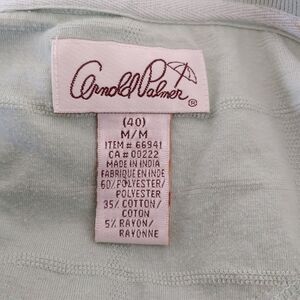 Arnold Palmer ®
(40)
M/M
ITEM # 66941
CA # 00222
MADE IN INDIA
FABRIQUE EN INDE
60/POLYESTER/
POLYESTER
35/ COTTON/
COTON
5% RAYON/
RAYONNE